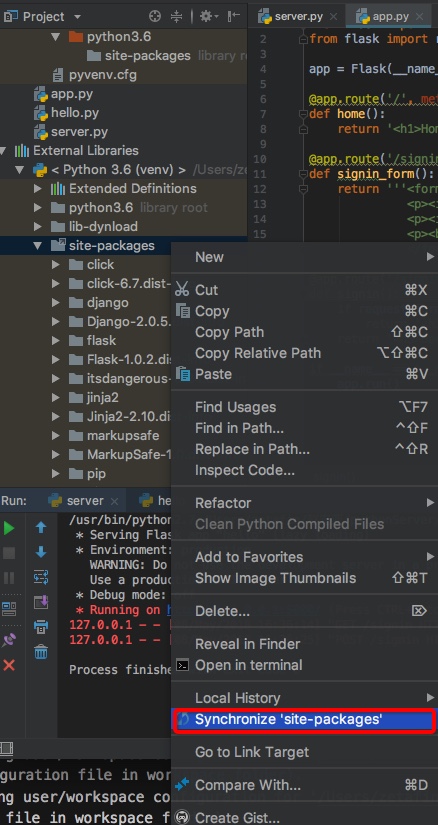 Project
server.py
app.py
python3.6
site-packages library root
pyvenv.cfg
app.py
hello.py
server.py
External Libraries
< Python 3.6 (venv) > /Users/z
Extended Definitions
python3.6 library root
lib-dynload
site-packages
click
click-6.7.dist-
django
Django-2.0.5.
flask
Flask-1.0.2.dis
itsdangerous-
jinja2
Jinja2-2.10.di
markupsafe
MarkupSafe-1
pip
2
3 from flask import
4
5 app = Flask(__name_
6
7 @app.route('/', me
8 def home():
9 return '<h1>Hom
10
11 @app.route('/signin
12 def signin_form():
13 return '''<form
14 <p><i
15 <p><i
<p><b
New
Cut ⌘X
Copy ⌘C
Copy Path ⇧⌘C
Copy Relative Path ⌥⇧⌘C
Paste ⌘V
Find Usages ⌥F7
Find in Path... ^⇧F
Replace in Path... ^⇧R
Inspect Code...
Refactor
Clean Python Compiled Files
Add to Favorites
Show Image Thumbnails ⇧⌘T
Delete... ⌦
Reveal in Finder
Open in terminal
Local History
Synchronize 'site-packages'
Go to Link Target
Compare With... ⌘D
Create Gist...
Run: server he
/usr/bin/python
* Serving Flas
* Environment:
WARNING: Do
Use a produc
* Debug mode:
* Running on h
127.0.0.1 - -
127.0.0.1 - -
Process finishe
guration file in work
ng user/workspace co
file in workspace f